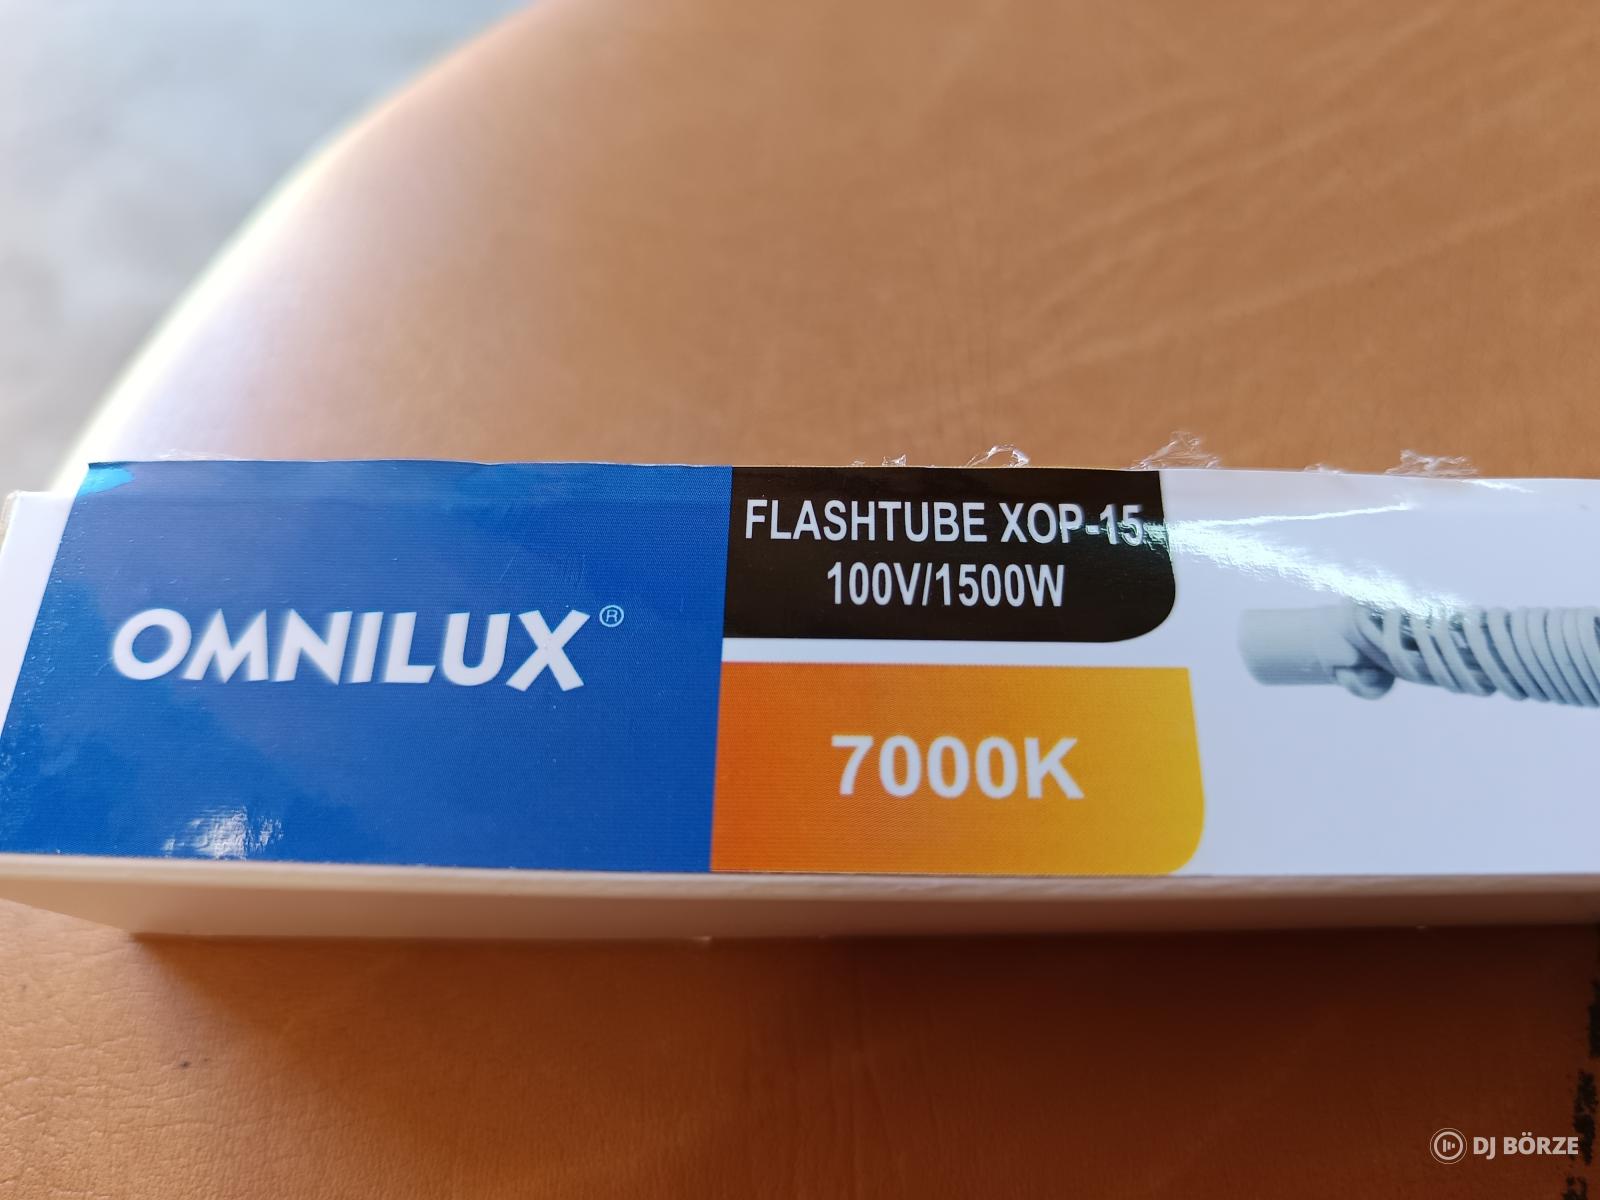 OMNILUX®
FLASHTUBE XOP-15
100V/1500W
7000K
DJ BÖRZE